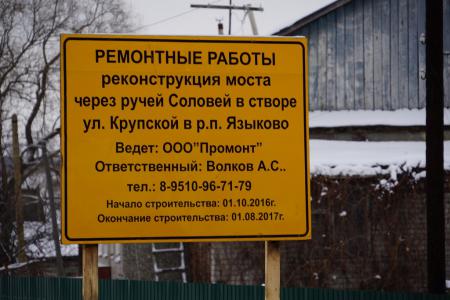 РЕМОНТНЫЕ РАБОТЫ
реконструкция моста
через ручей Соловей в створе
ул. Крупской в р.п. Языково
Ведет: ООО"Промонт"
Ответственный: Волков А.С..
тел.: 8-9510-96-71-79
Начало строительства: 01.10.2016г.
Окончание строительства: 01.08.2017г.